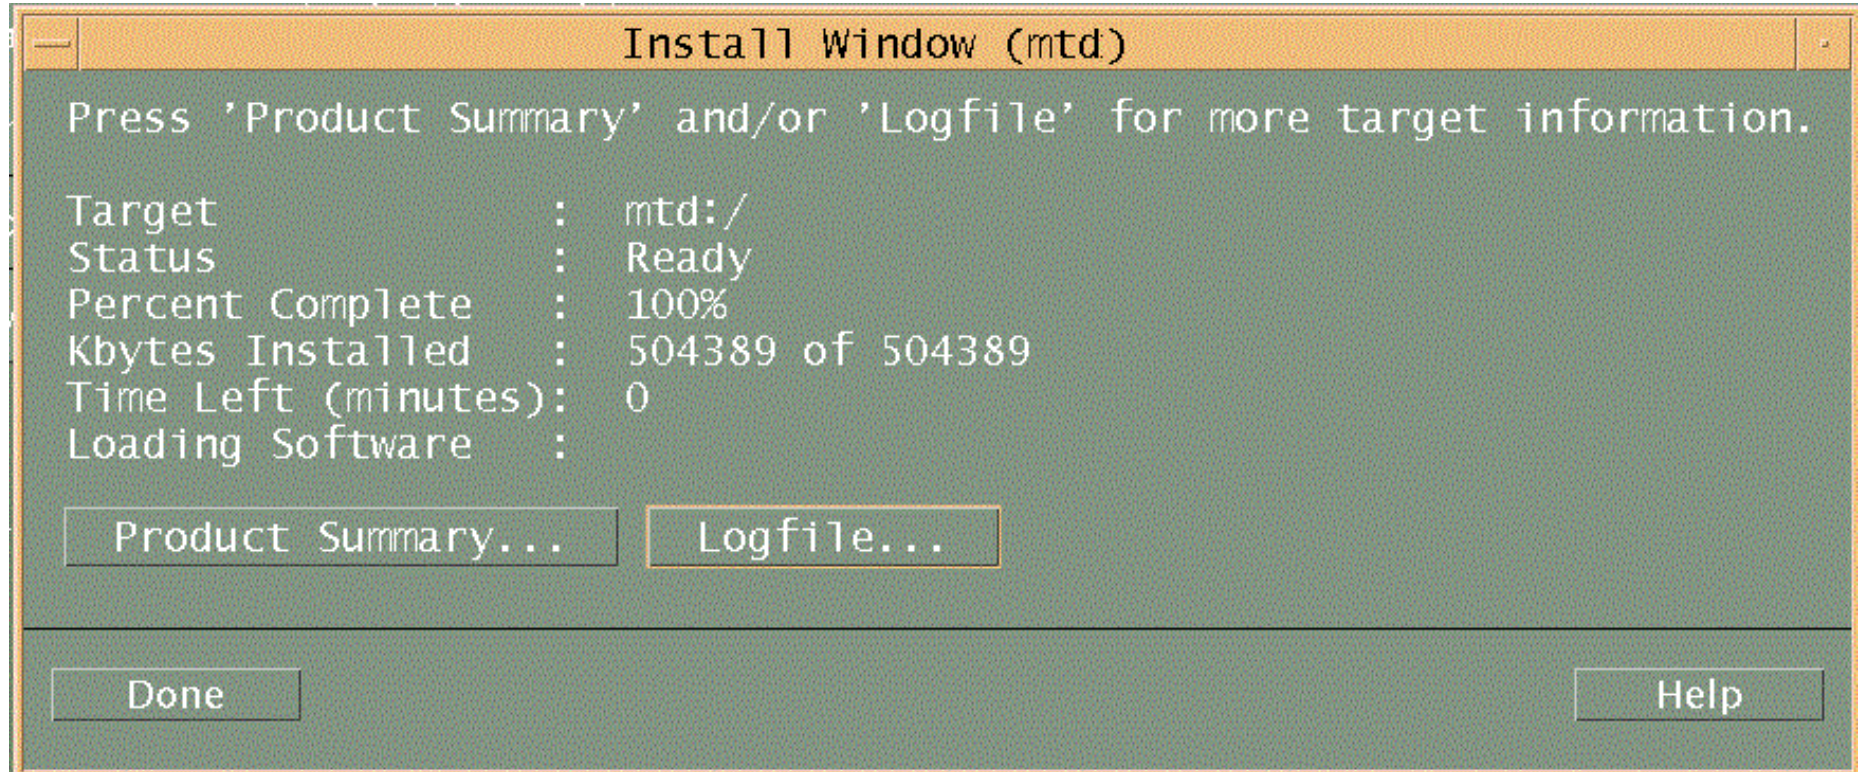 Install Window (mtd)
Press 'Product Summary' and/or 'Logfile' for more target information.
Target : mtd:/
Status : Ready
Percent Complete : 100%
Kbytes Installed : 504389 of 504389
Time Left (minutes): 0
Loading Software :
Product Summary... Logfile...
Done Help